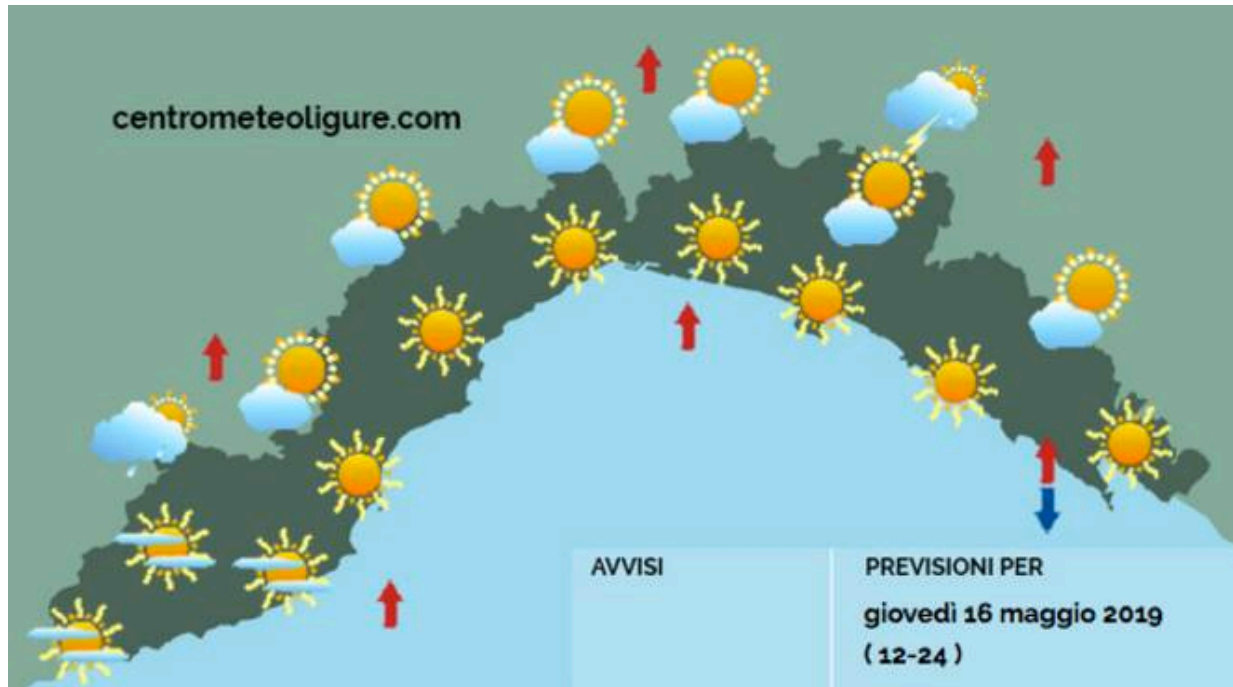 centrometeoligure.com
AVVISI
PREVISIONI PER
giovedì 16 maggio 2019
( 12-24 )